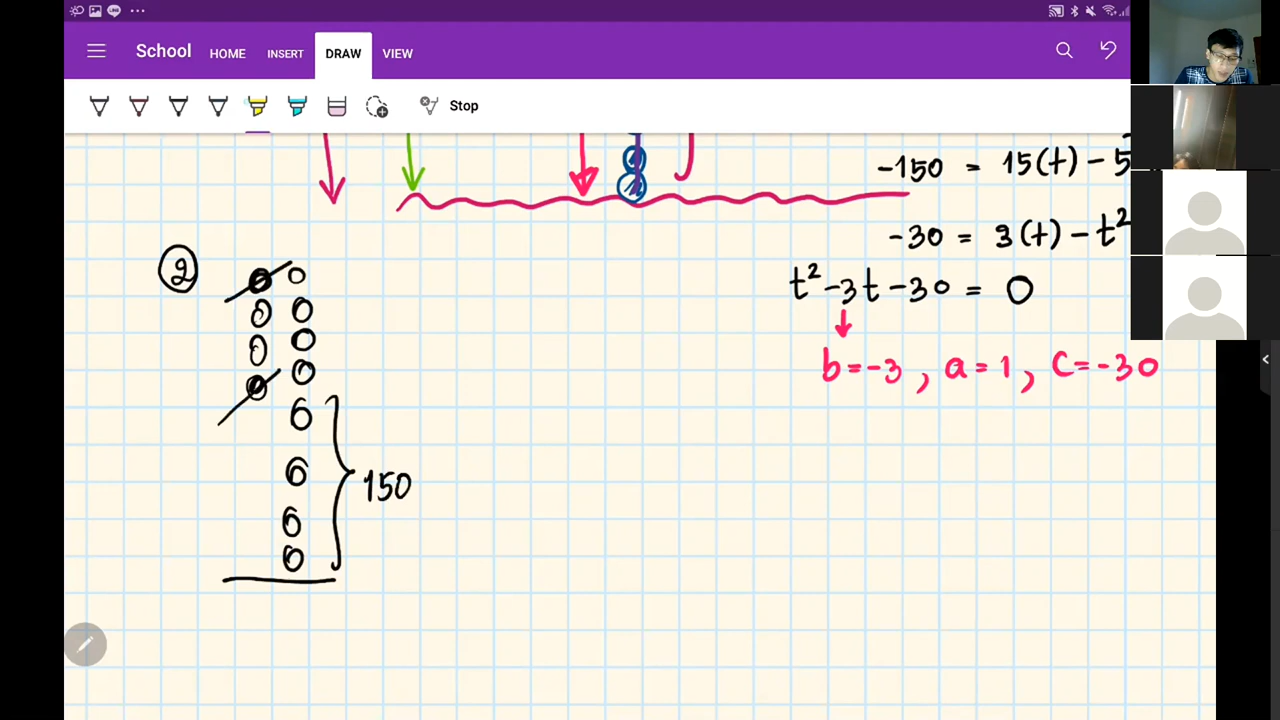 School HOME INSERT DRAW VIEW
Stop
-150 = 15(t) - 5
-30 = 3(t) - t²
t² - 3t - 30 = 0
b = -3, a = 1, c = -30
②
150